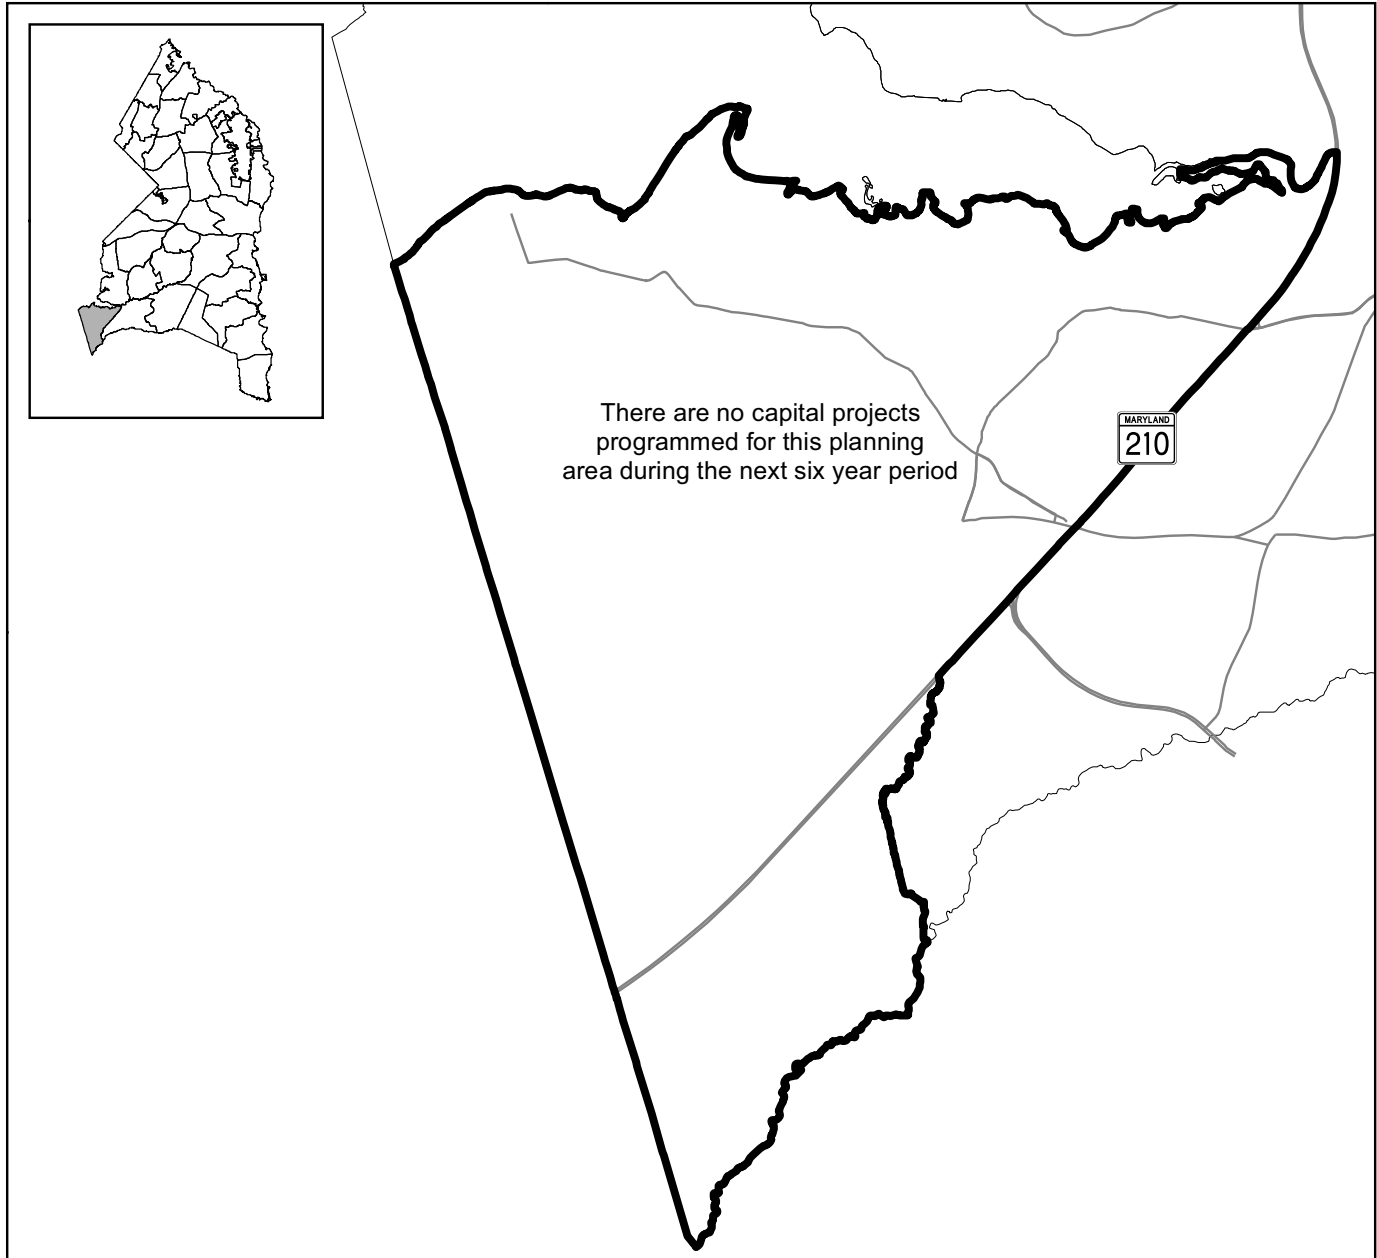 There are no capital projects
programmed for this planning
area during the next six year period
MARYLAND
210